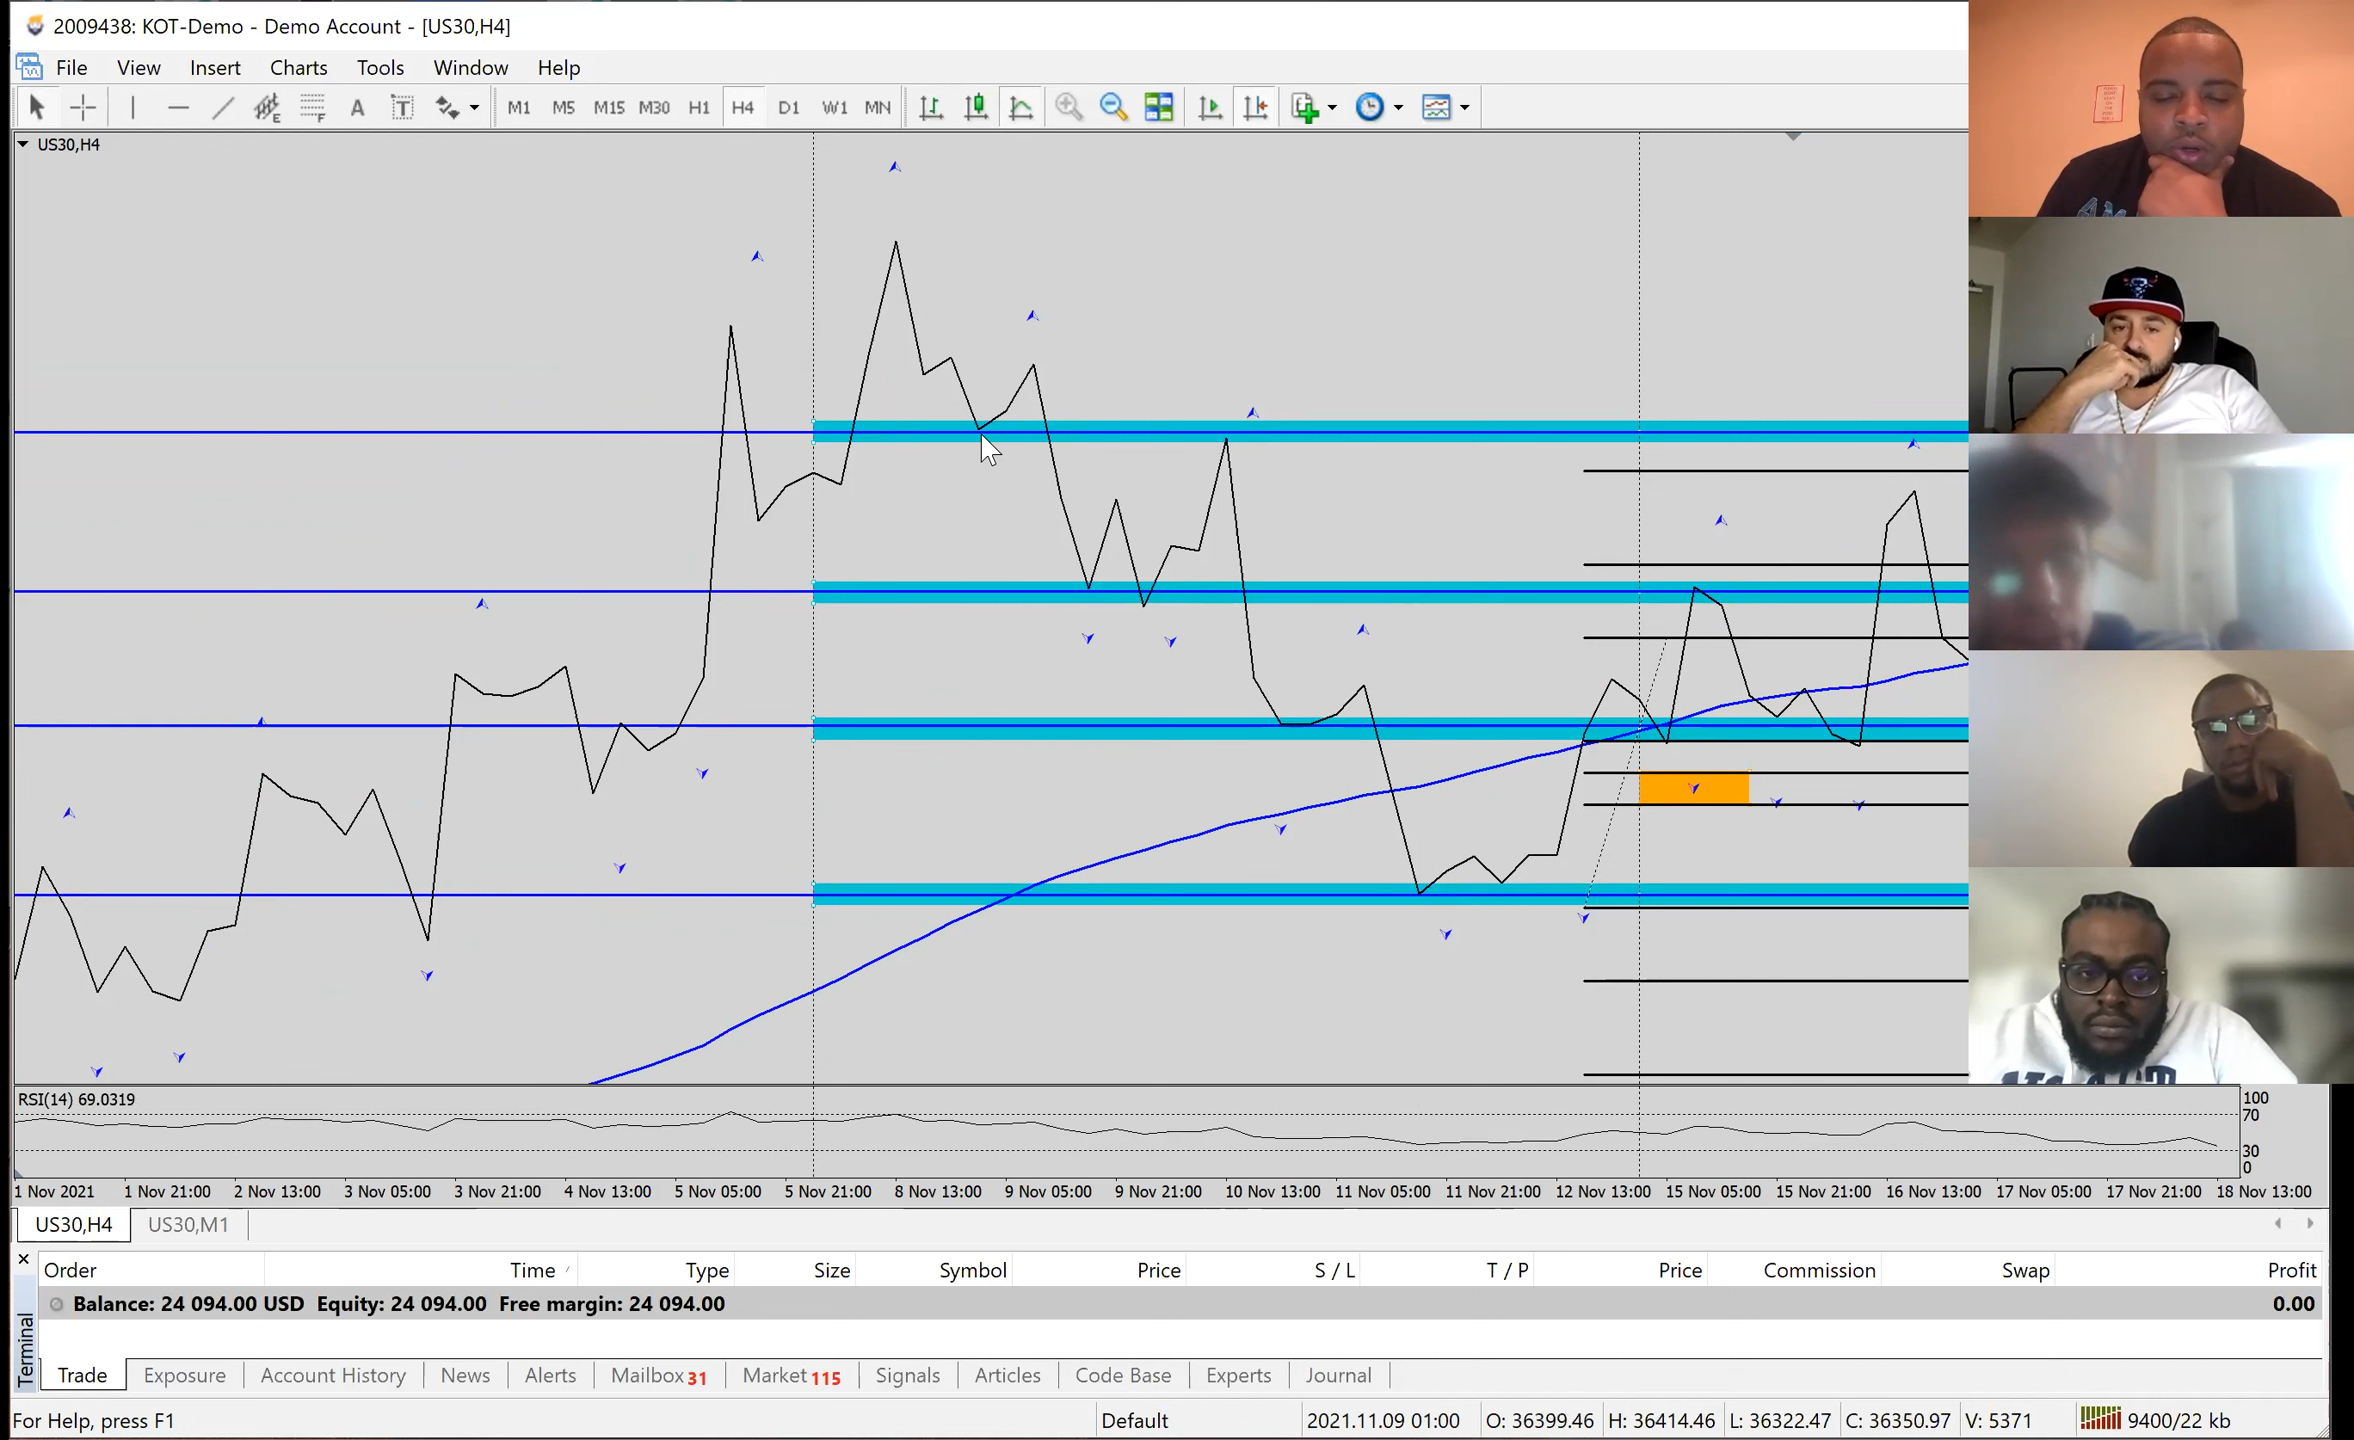 2009438: KOT-Demo - Demo Account - [US30,H4]
File View Insert Charts Tools Window Help
A T E F M1 M5 M15 M30 H1 H4 D1 W1 MN
US30,H4
RSI(14) 69.0319
100
70
30
0
1 Nov 2021 1 Nov 21:00 2 Nov 13:00 3 Nov 05:00 3 Nov 21:00 4 Nov 13:00 5 Nov 05:00 5 Nov 21:00 8 Nov 13:00 9 Nov 05:00 9 Nov 21:00 10 Nov 13:00 11 Nov 05:00 11 Nov 21:00 12 Nov 13:00 15 Nov 05:00 15 Nov 21:00 16 Nov 13:00 17 Nov 05:00 17 Nov 21:00 18 Nov 13:00
US30,H4 US30,M1
Order Time Type Size Symbol Price S / L T / P Price Commission Swap Profit
Balance: 24 094.00 USD Equity: 24 094.00 Free margin: 24 094.00 0.00
Terminal
Trade Exposure Account History News Alerts Mailbox 31 Market 115 Signals Articles Code Base Experts Journal
For Help, press F1 Default 2021.11.09 01:00 O: 36399.46 H: 36414.46 L: 36322.47 C: 36350.97 V: 5371 9400/22 kb